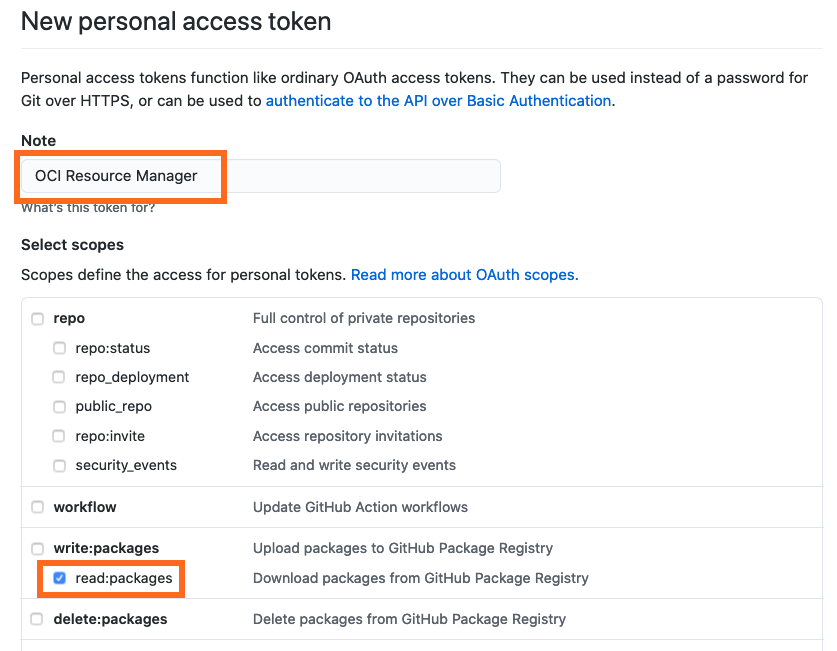 New personal access token
Personal access tokens function like ordinary OAuth access tokens. They can be used instead of a password for
Git over HTTPS, or can be used to authenticate to the API over Basic Authentication.
Note
OCI Resource Manager
What's this token for?
Select scopes
Scopes define the access for personal tokens. Read more about OAuth scopes.
repo Full control of private repositories
repo:status Access commit status
repo_deployment Access deployment status
public_repo Access public repositories
repo:invite Access repository invitations
security_events Read and write security events
workflow Update GitHub Action workflows
write:packages Upload packages to GitHub Package Registry
read:packages Download packages from GitHub Package Registry
delete:packages Delete packages from GitHub Package Registry